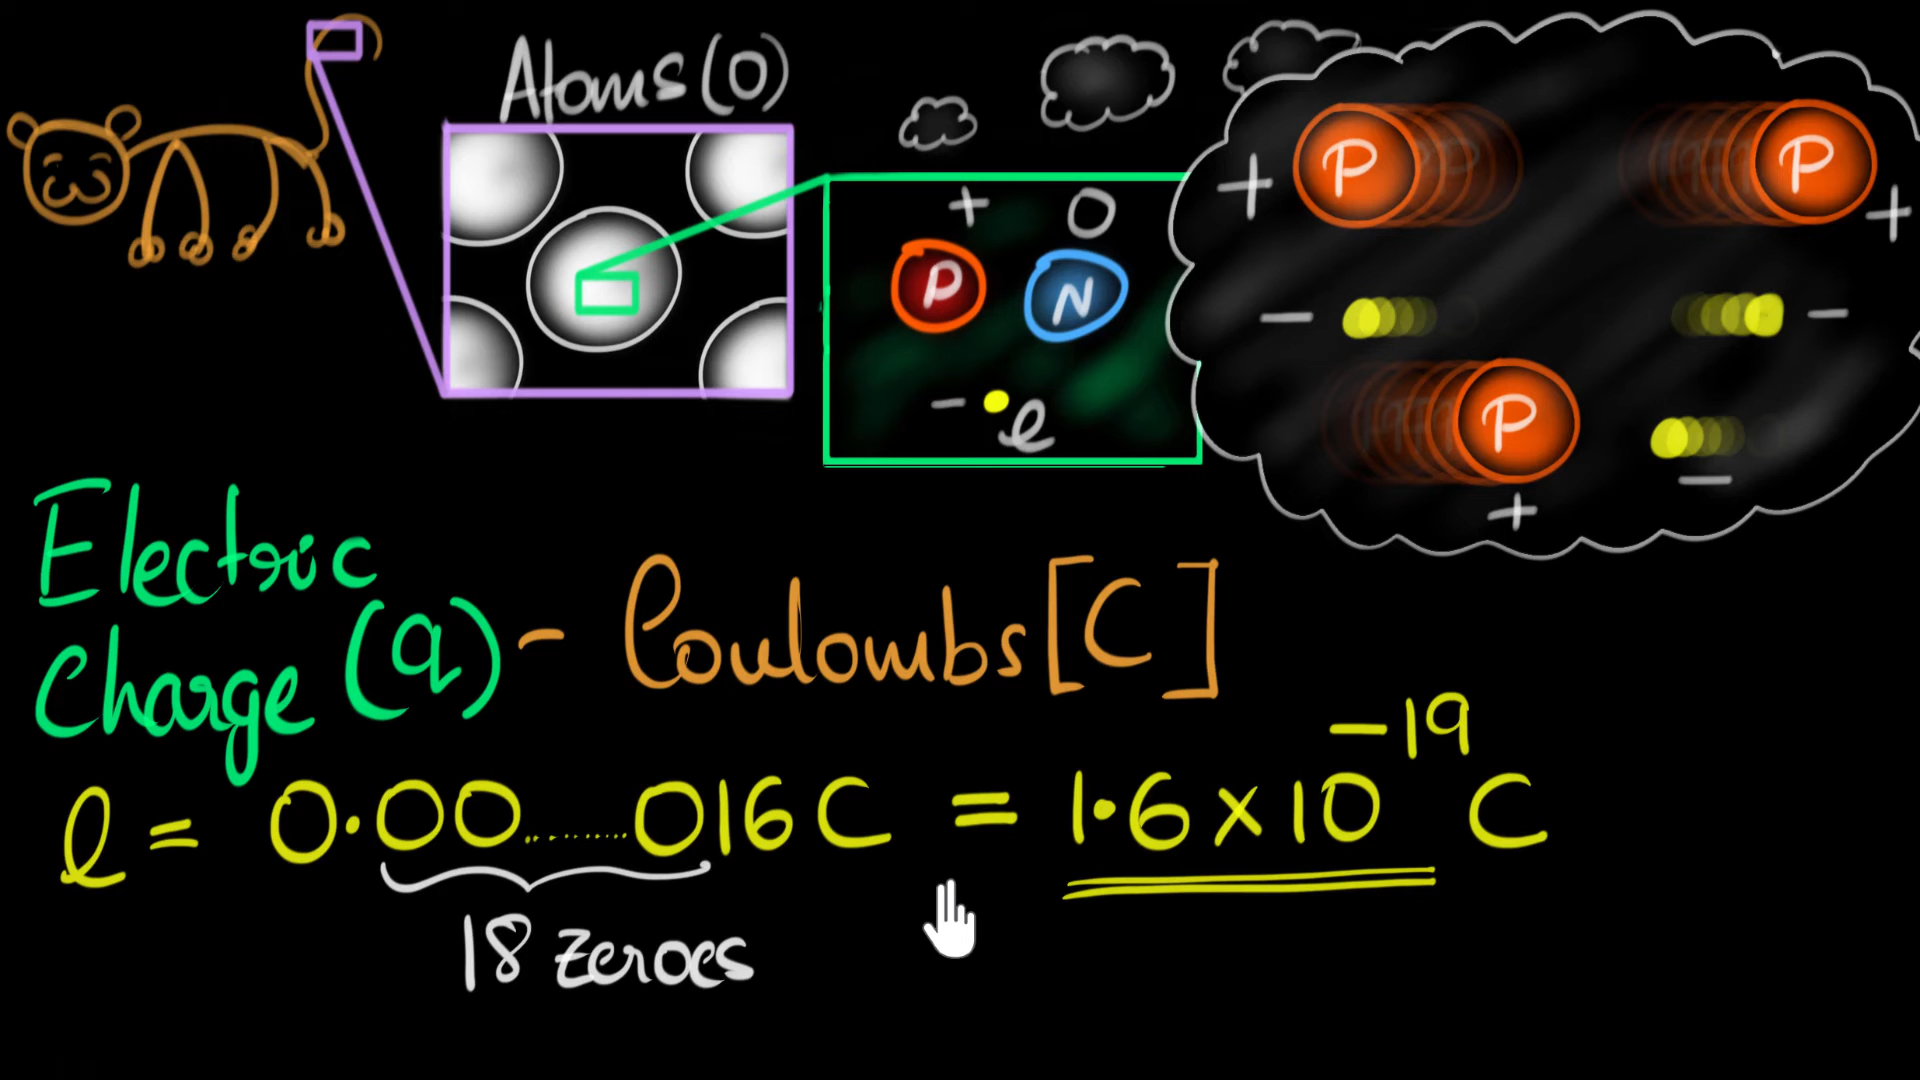 Atoms (0)
+ 0
P N
- e
+ P P +
- -
P
+ -
Electric
Charge (q) - Coulombs [C]
e = 0.00........016 C = 1.6 x 10⁻¹⁹ C
18 zeroes